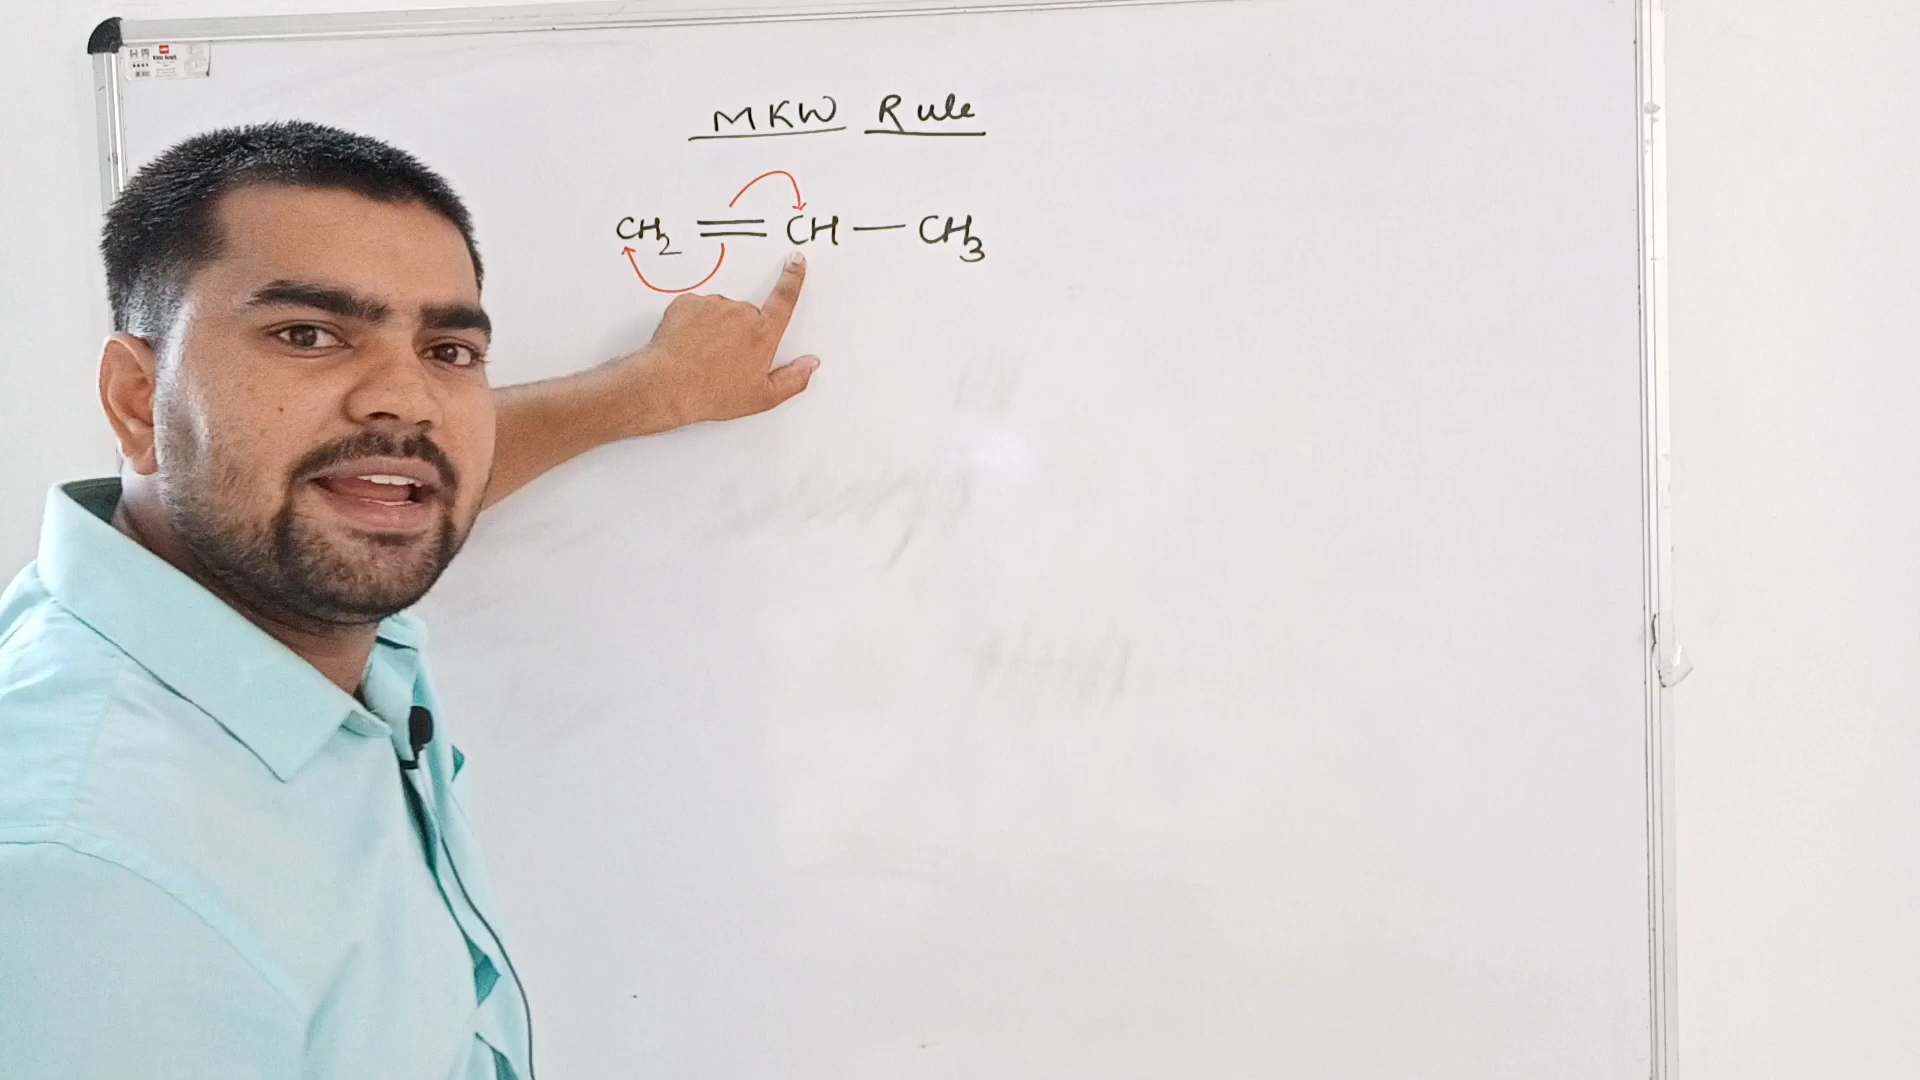 MKW Rule
CH₂ = CH — CH₃